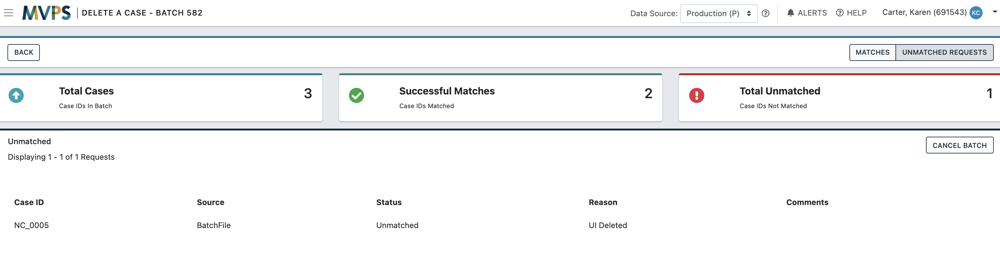 MVPS DELETE A CASE - BATCH 582 Data Source: Production (P) ALERTS HELP Carter, Karen (691543) KC
BACK MATCHES UNMATCHED REQUESTS
Total Cases 3 Successful Matches 2 Total Unmatched 1
Case IDs In Batch Case IDs Matched Case IDs Not Matched
Unmatched CANCEL BATCH
Displaying 1 - 1 of 1 Requests
Case ID Source Status Reason Comments
NC_0005 BatchFile Unmatched UI Deleted